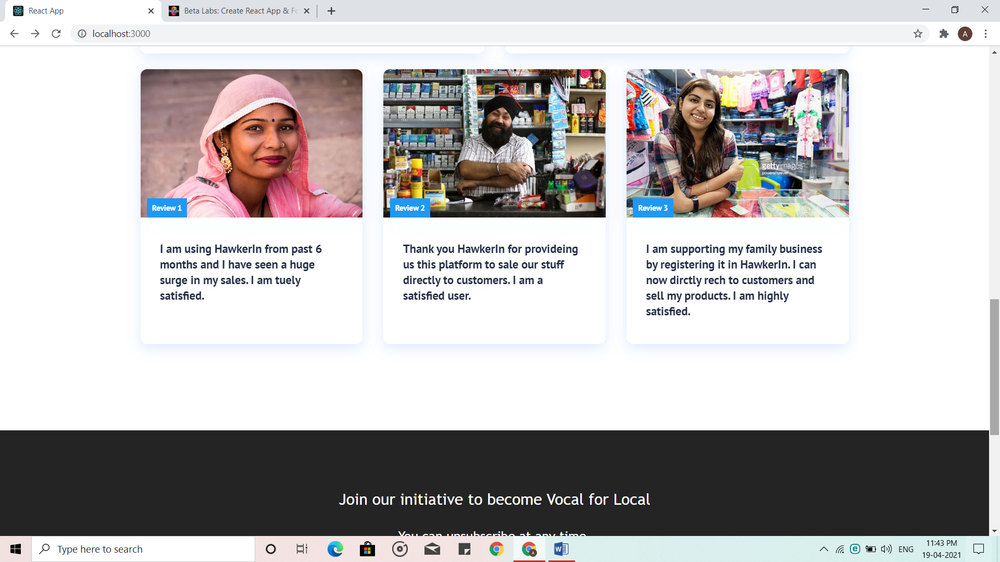 React App
Beta Labs: Create React App & Fo
localhost:3000
gettyimages
powerofforever
Review 1
Review 2
Review 3
I am using HawkerIn from past 6
months and I have seen a huge
surge in my sales. I am tuely
satisfied.
Thank you HawkerIn for provideing
us this platform to sale our stuff
directly to customers. I am a
satisfied user.
I am supporting my family business
by registering it in HawkerIn. I can
now dirctly rech to customers and
sell my products. I am highly
satisfied.
Join our initiative to become Vocal for Local
You can unsubscribe at any time
Type here to search
ENG
11:43 PM
19-04-2021